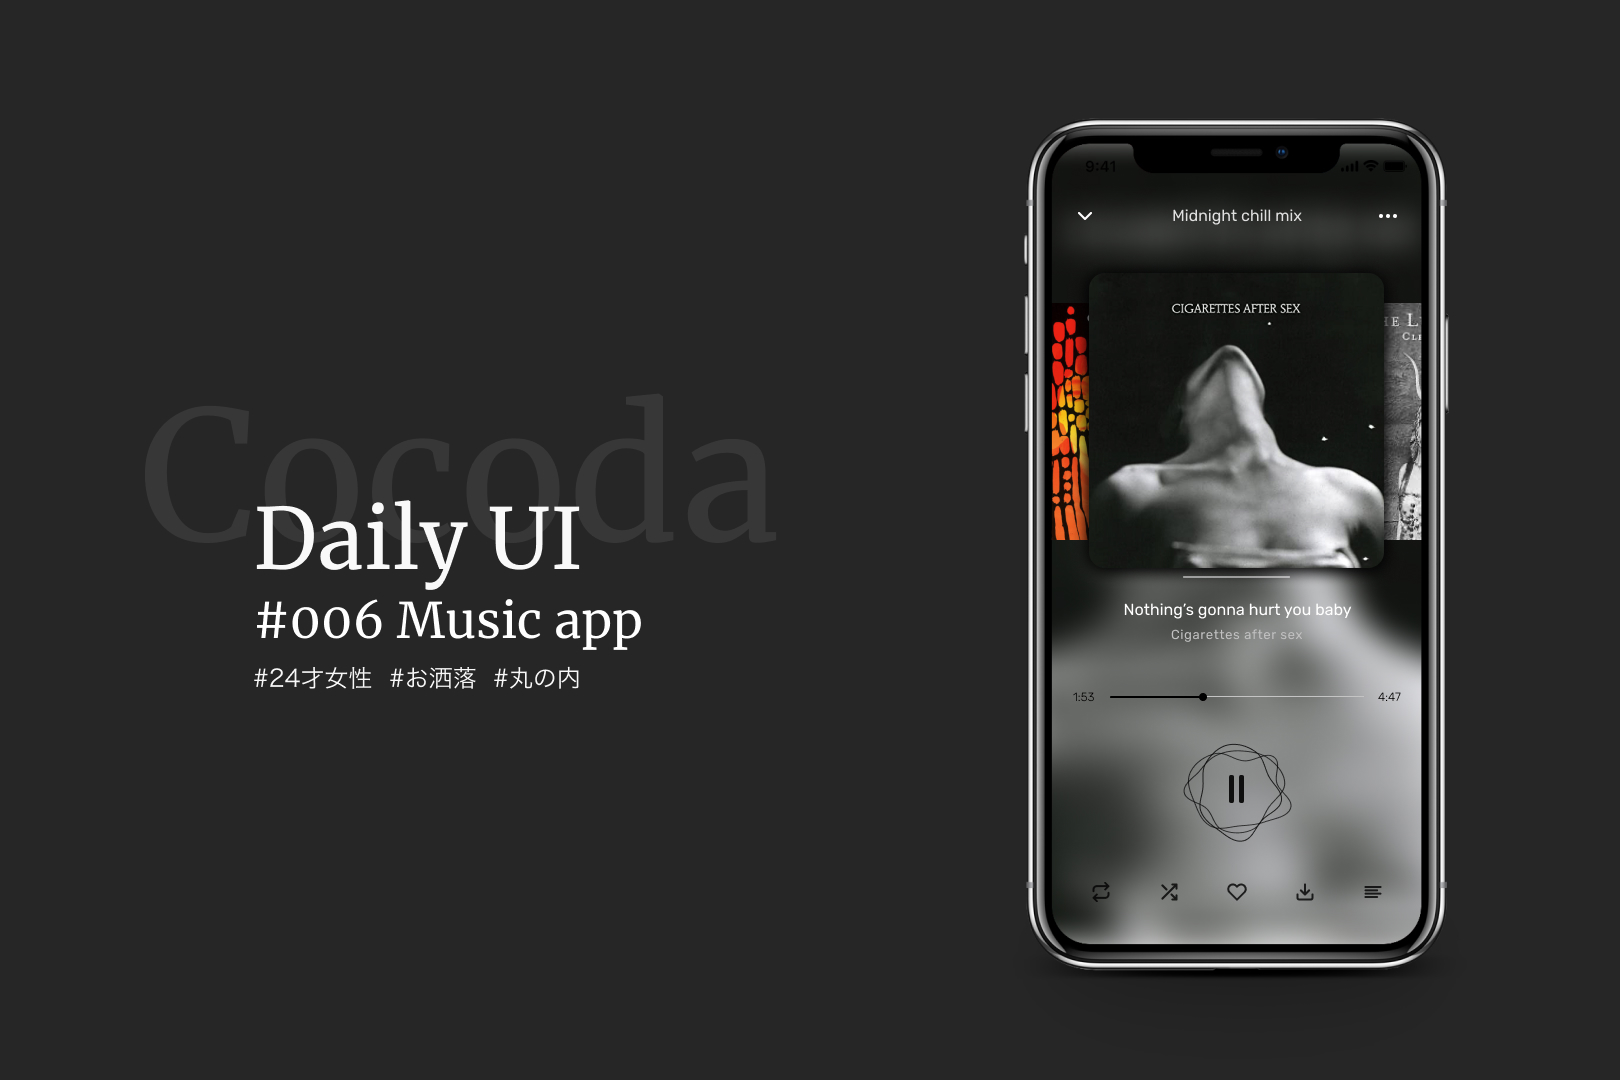 Cocoda
Daily UI
#006 Music app
#24才女性 #お洒落 #丸の内
9:41
Midnight chill mix
CIGARETTES AFTER SEX
Nothing's gonna hurt you baby
Cigarettes after sex
1:53
4:47